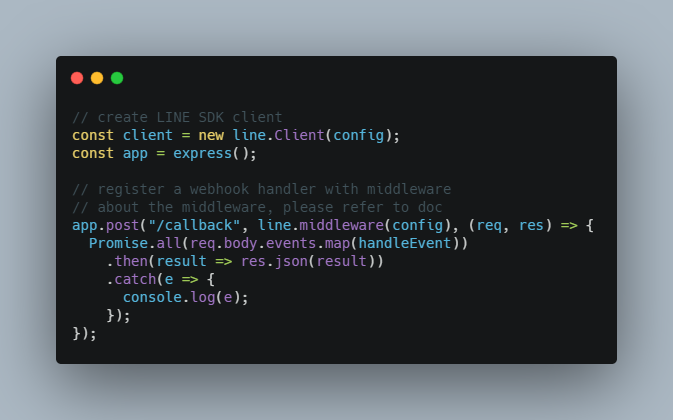 // create LINE SDK client
const client = new line.Client(config);
const app = express();

// register a webhook handler with middleware
// about the middleware, please refer to doc
app.post("/callback", line.middleware(config), (req, res) => {
  Promise.all(req.body.events.map(handleEvent))
    .then(result => res.json(result))
    .catch(e => {
      console.log(e);
    });
});